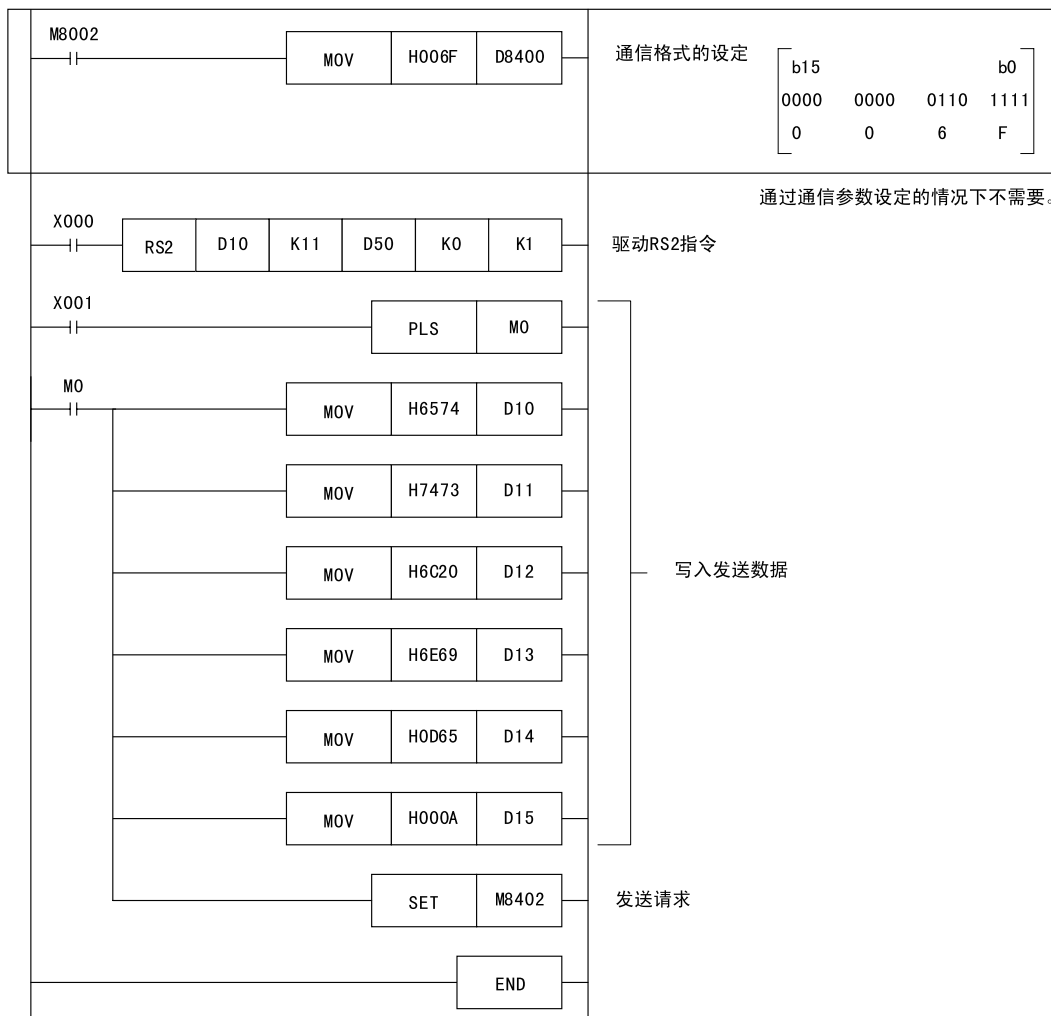 M8002
MOV H006F D8400
通信格式的设定
b15 b0
0000 0000 0110 1111
0 0 6 F
通过通信参数设定的情况下不需要。
X000
RS2 D10 K11 D50 K0 K1
驱动RS2指令
X001
PLS M0
M0
MOV H6574 D10
MOV H7473 D11
MOV H6C20 D12
写入发送数据
MOV H6E69 D13
MOV H0D65 D14
MOV H000A D15
SET M8402
发送请求
END